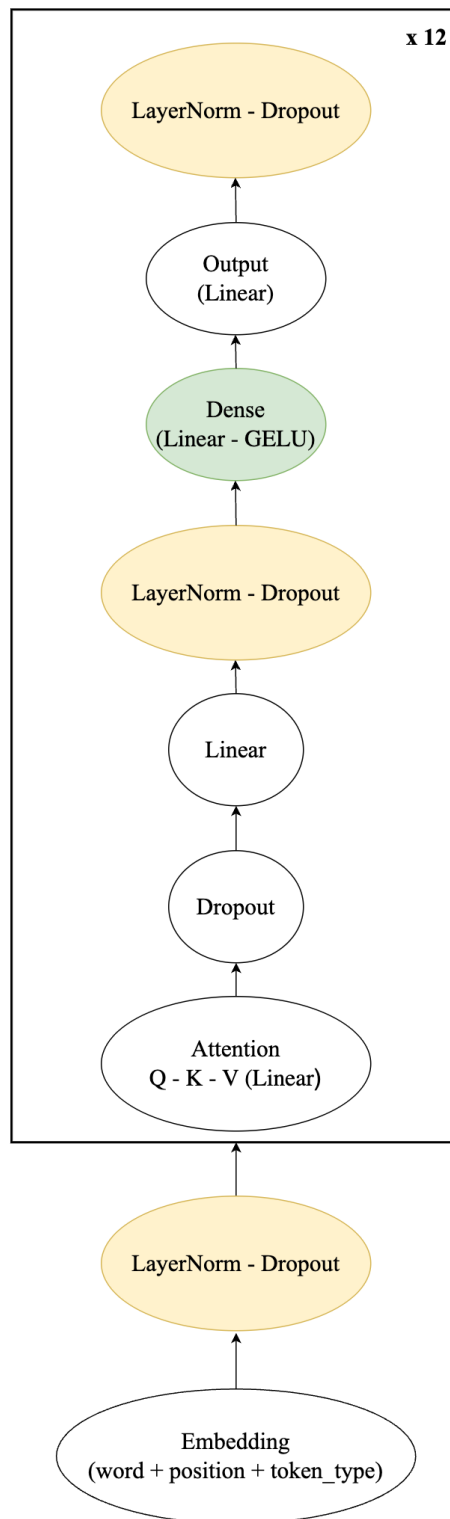 x 12
LayerNorm - Dropout
Output
(Linear)
Dense
(Linear - GELU)
LayerNorm - Dropout
Linear
Dropout
Attention
Q - K - V (Linear)
LayerNorm - Dropout
Embedding
(word + position + token_type)